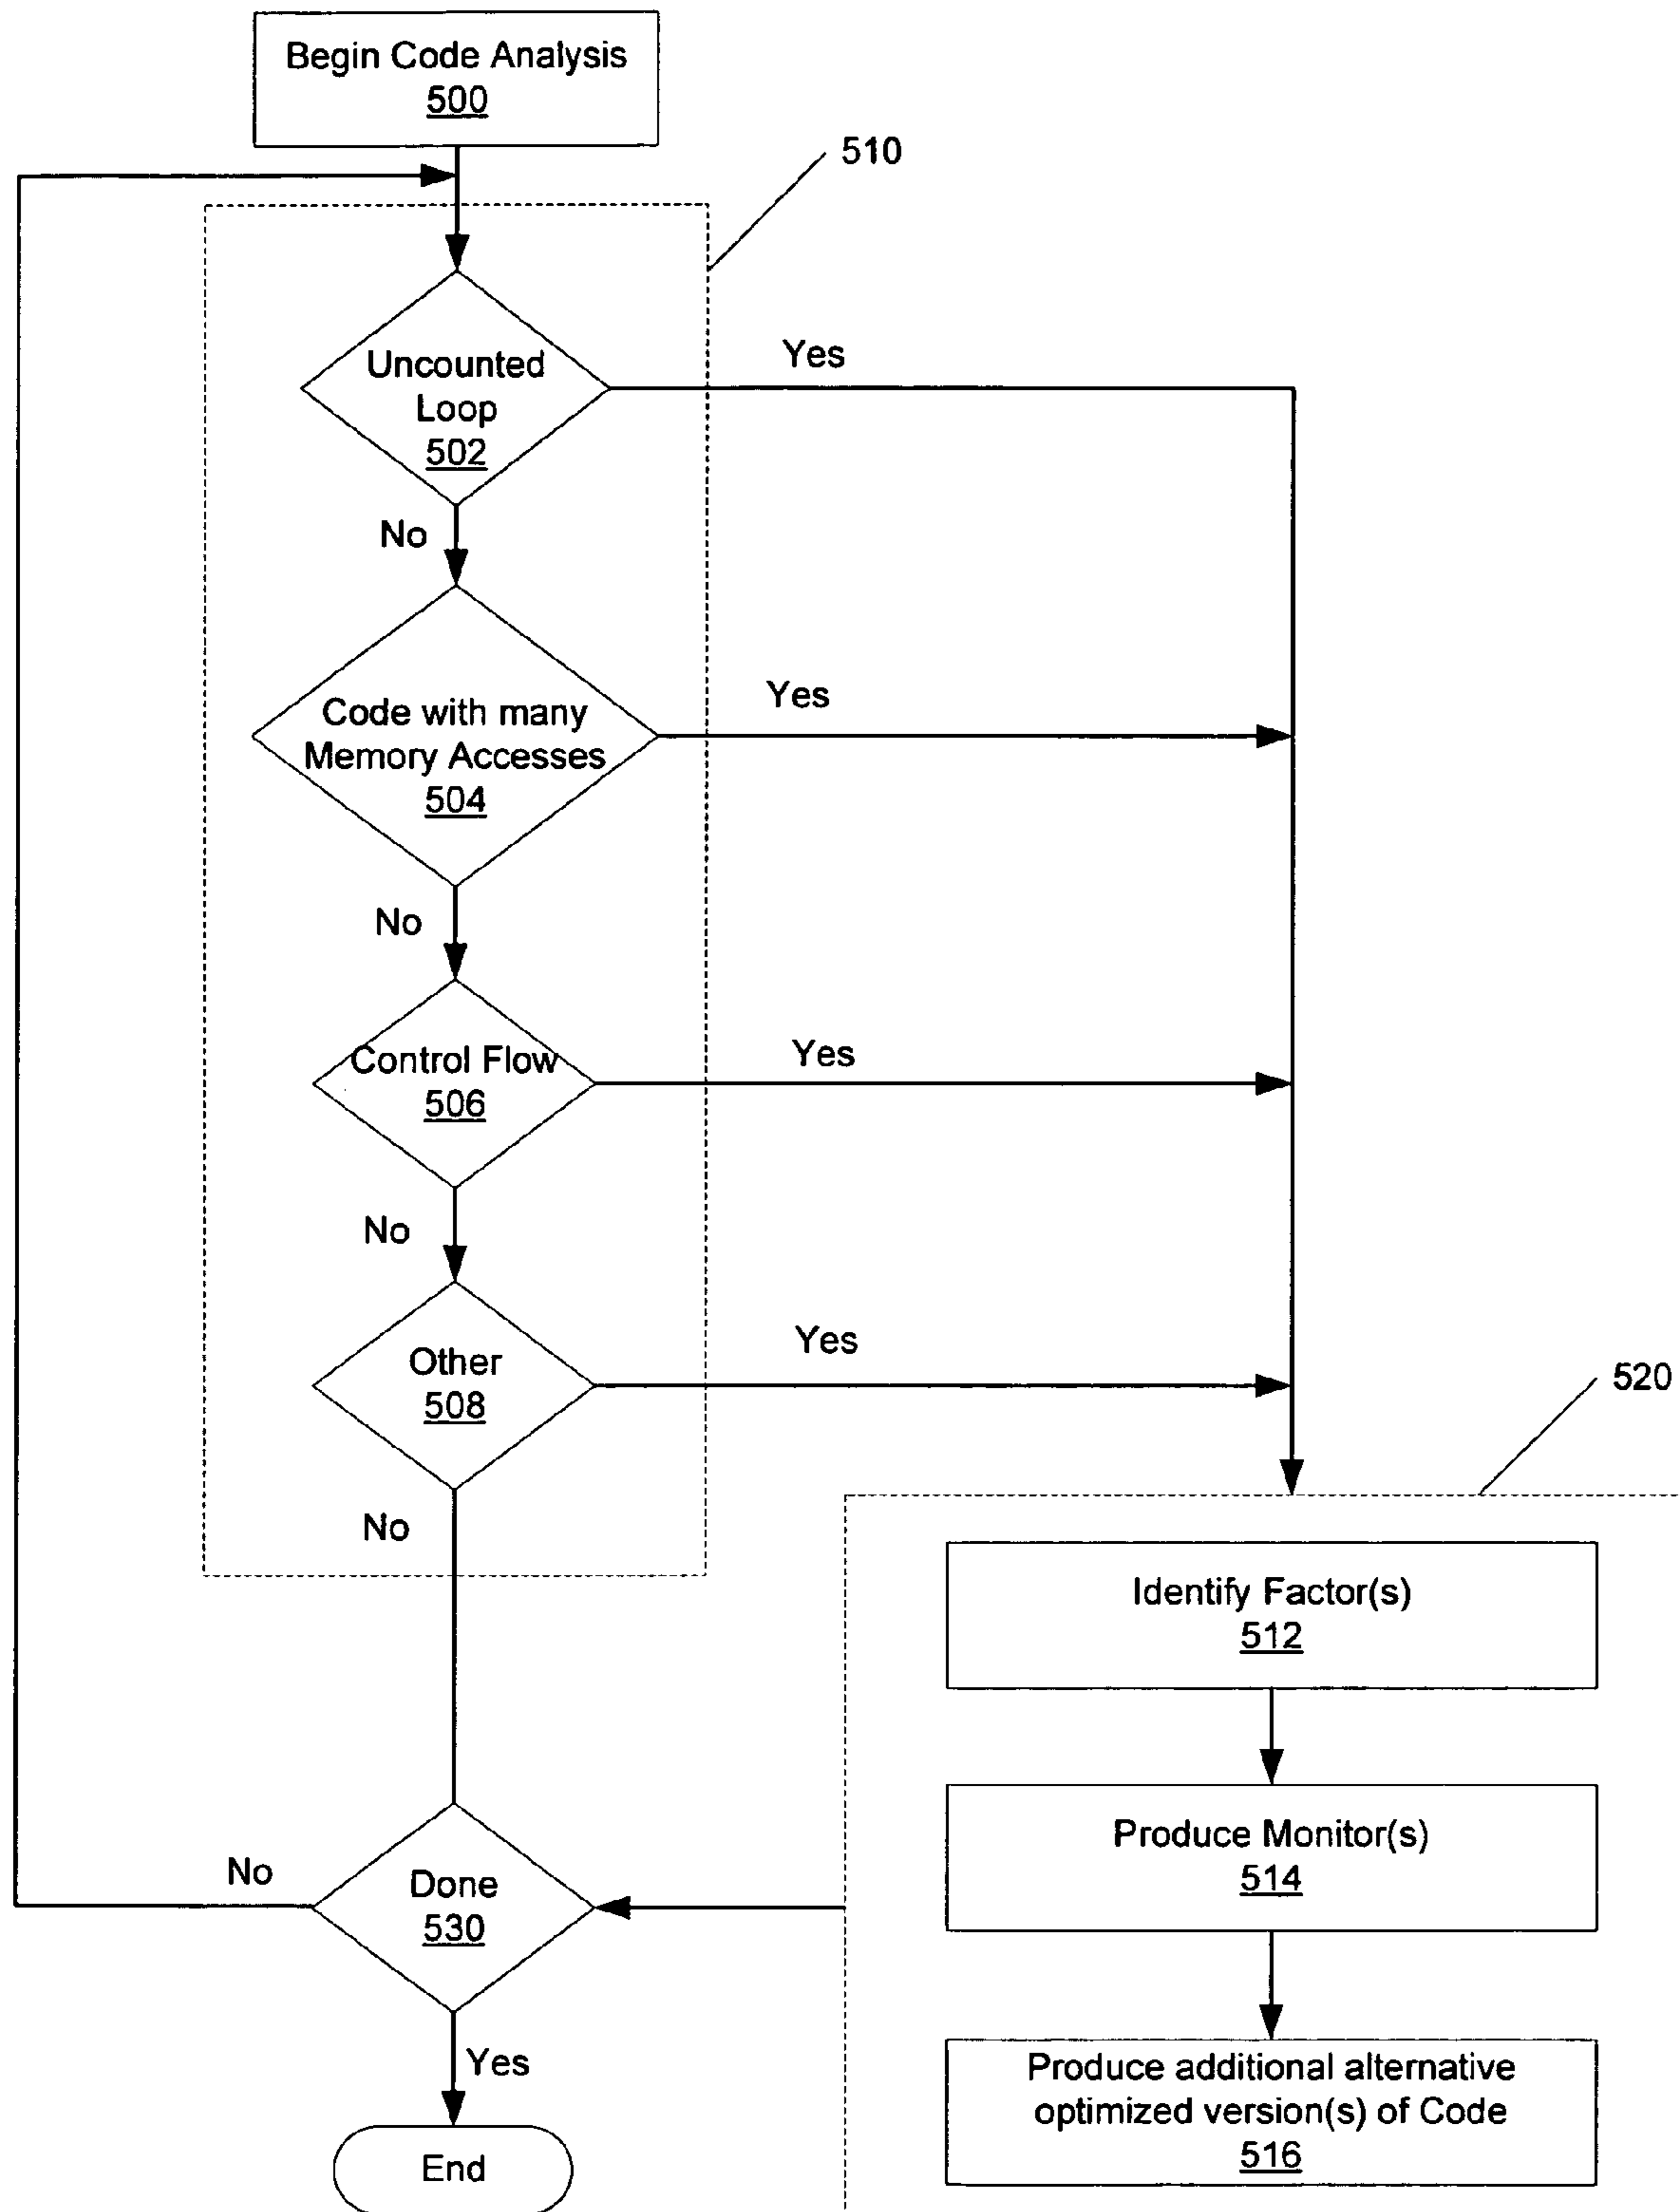 Begin Code Analysis
500
510
Uncounted
Loop
502
Yes
No
Code with many
Memory Accesses
504
Yes
No
Control Flow
506
Yes
No
Other
508
Yes
No
520
Identify Factor(s)
512
Produce Monitor(s)
514
Produce additional alternative
optimized version(s) of Code
516
Done
530
No
Yes
End